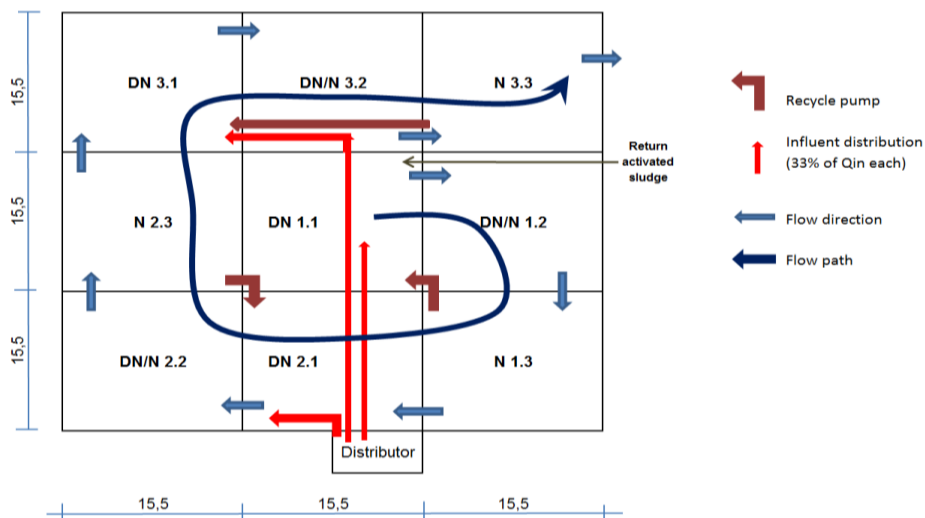 DN 3.1
DN/N 3.2
N 3.3
15,5
Return
activated
sludge
N 2.3
DN 1.1
DN/N 1.2
15,5
DN/N 2.2
DN 2.1
N 1.3
15,5
Distributor
15,5
15,5
15,5
Recycle pump
Influent distribution
(33% of Qin each)
Flow direction
Flow path